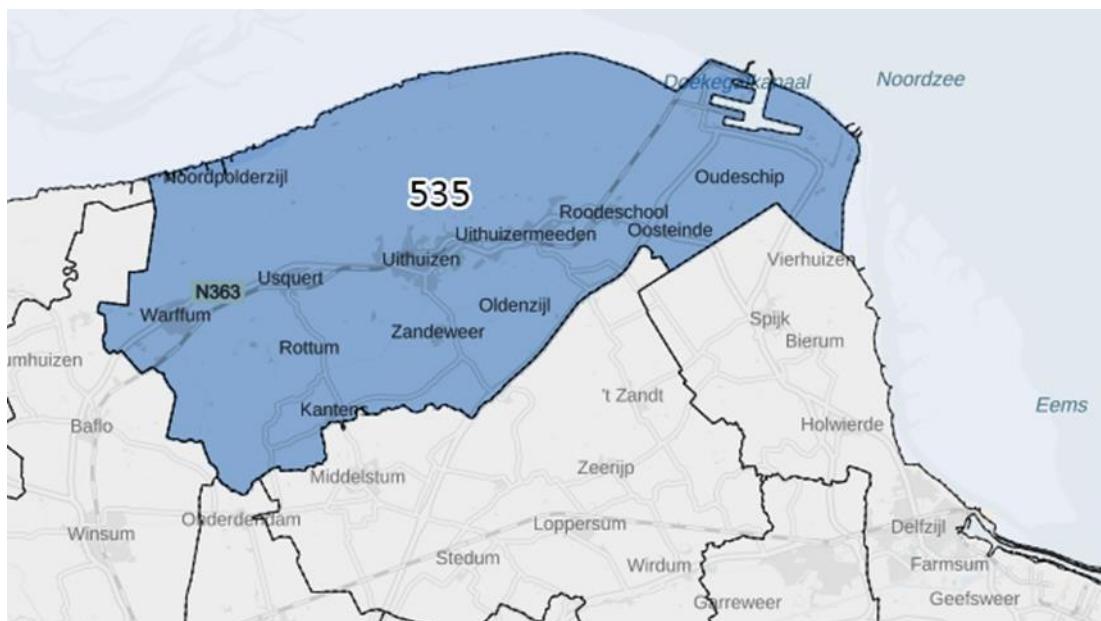 Doekegatkanaal
Noordzee
Noordpolderzijl
535
Oudeschip
Roodeschool
Uithuizermeeden
Oosteinde
Uithuizen
Vierhuizen
Usquert
N363
Oldenzijl
Warffum
Spijk
Zandeweer
Bierum
Rottum
umhuizen
't Zandt
Eems
Kantens
Baflo
Holwierde
Zeerijp
Middelstum
Onderdendam
Loppersum
Delfzijl
Winsum
Stedum
Wirdum
Farmsum
Garreweer
Geefsweer